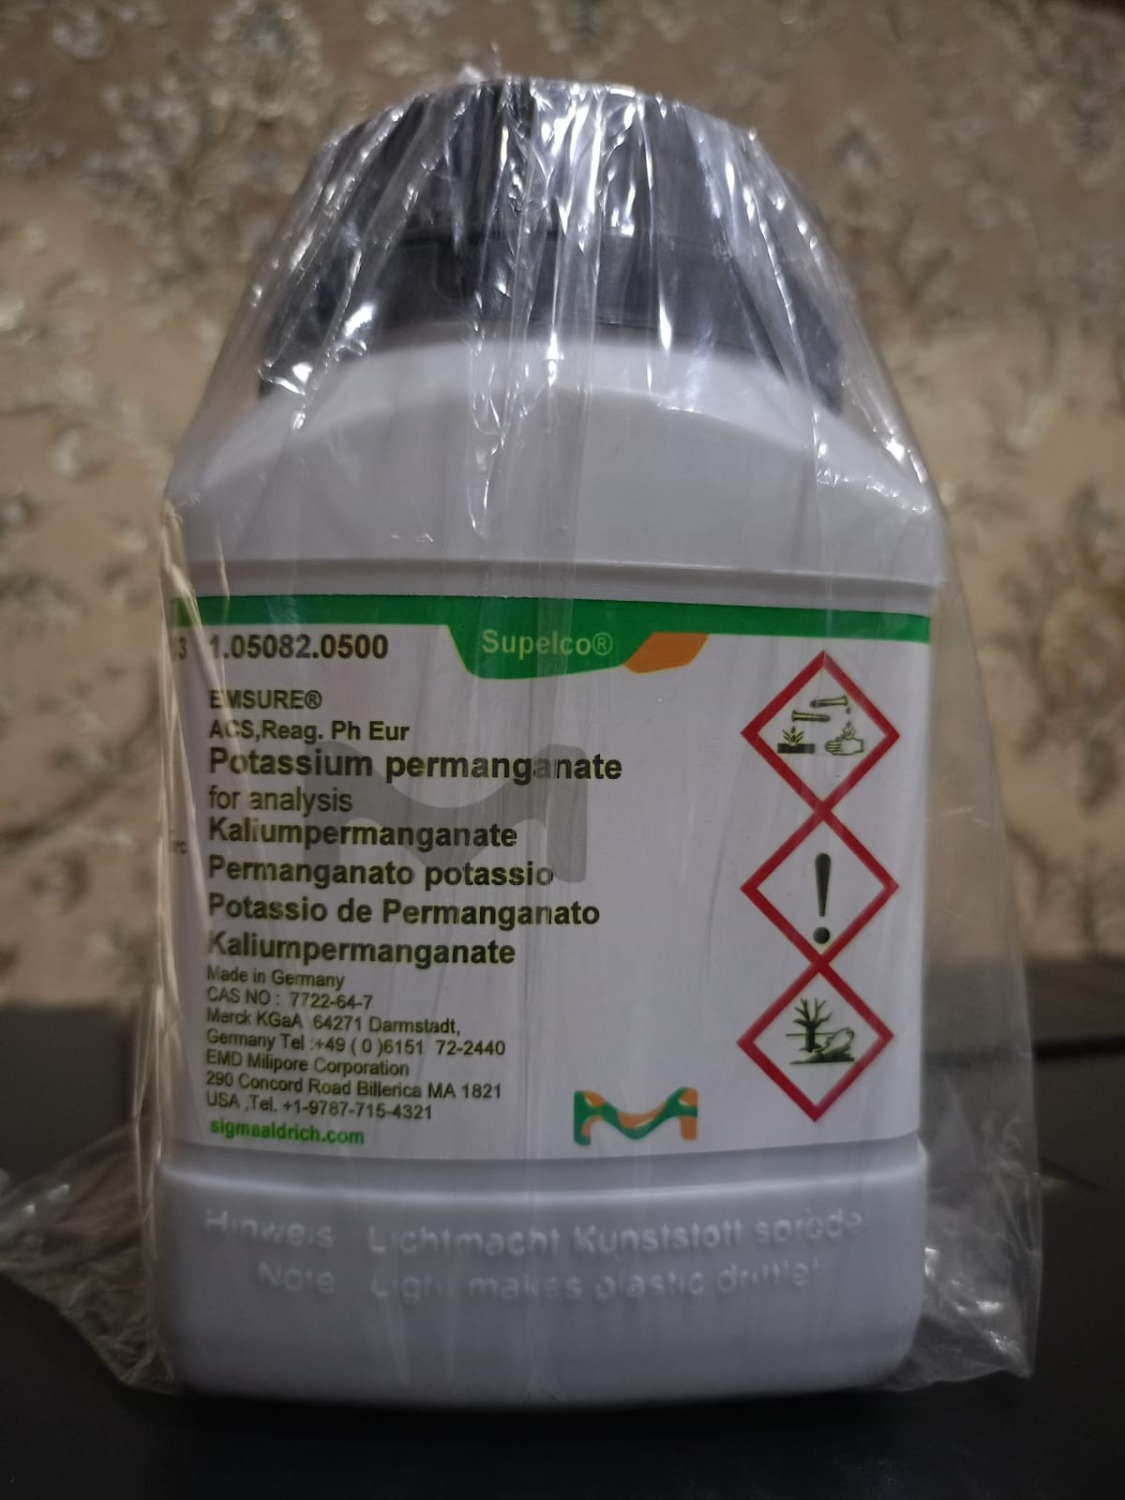 3 1.05082.0500
Supelco®
EMSURE®
ACS,Reag. Ph Eur
Potassium permanganate
for analysis
Kaliumpermanganate
Permanganato potassio
Potassio de Permanganato
Kaliumpermanganate
Made in Germany
CAS NO : 7722-64-7
Merck KGaA 64271 Darmstadt,
Germany Tel :+49 ( 0 )6151 72-2440
EMD Milipore Corporation
290 Concord Road Billerica MA 1821
USA ,Tel. +1-9787-715-4321
sigmaaldrich.com
Hinweis Lichtmacht Kunststoff
Note Light makes plastic